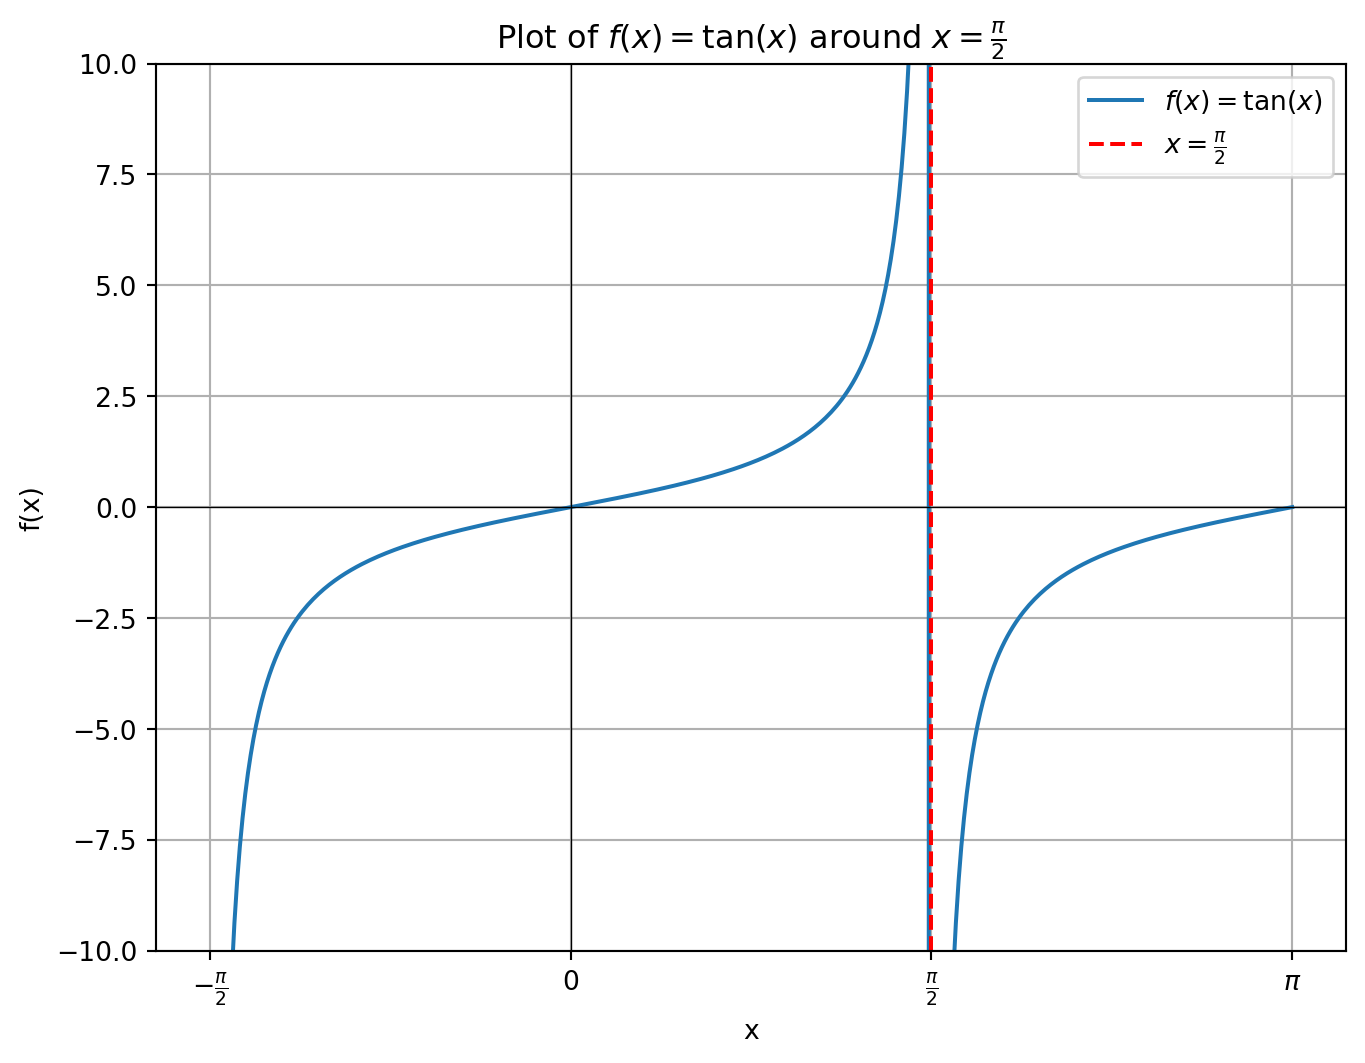 Plot of f(x) = tan(x) around x = π/2
f(x) = tan(x)
x = π/2
10.0
7.5
5.0
2.5
0.0
−2.5
−5.0
−7.5
−10.0
f(x)
−π/2 0 π/2 π
x